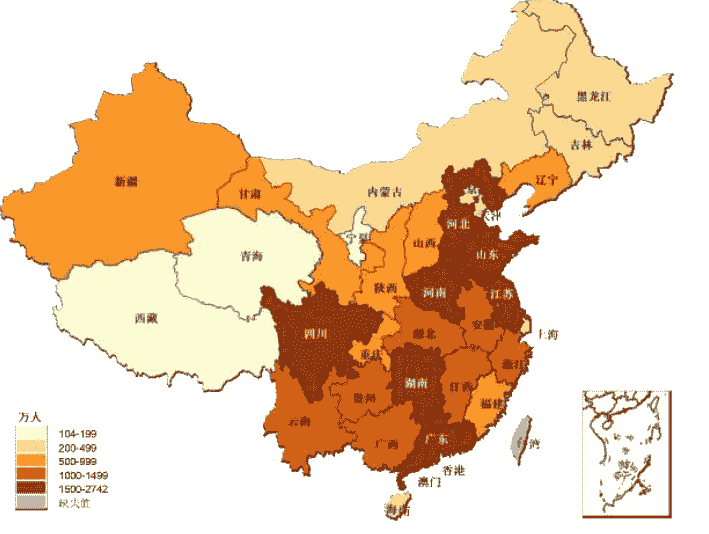 黑龙江
吉林
辽宁
新疆
甘肃
内蒙古
河北
山西
山东
青海
宁夏
陕西
河南
江苏
西藏
四川
湖北
安徽
上海
重庆
浙江
湖南
江西
贵州
福建
云南
广西
广东
台湾
香港
澳门
海南
万人
104-199
200-499
500-999
1000-1499
1500-2742
缺失值